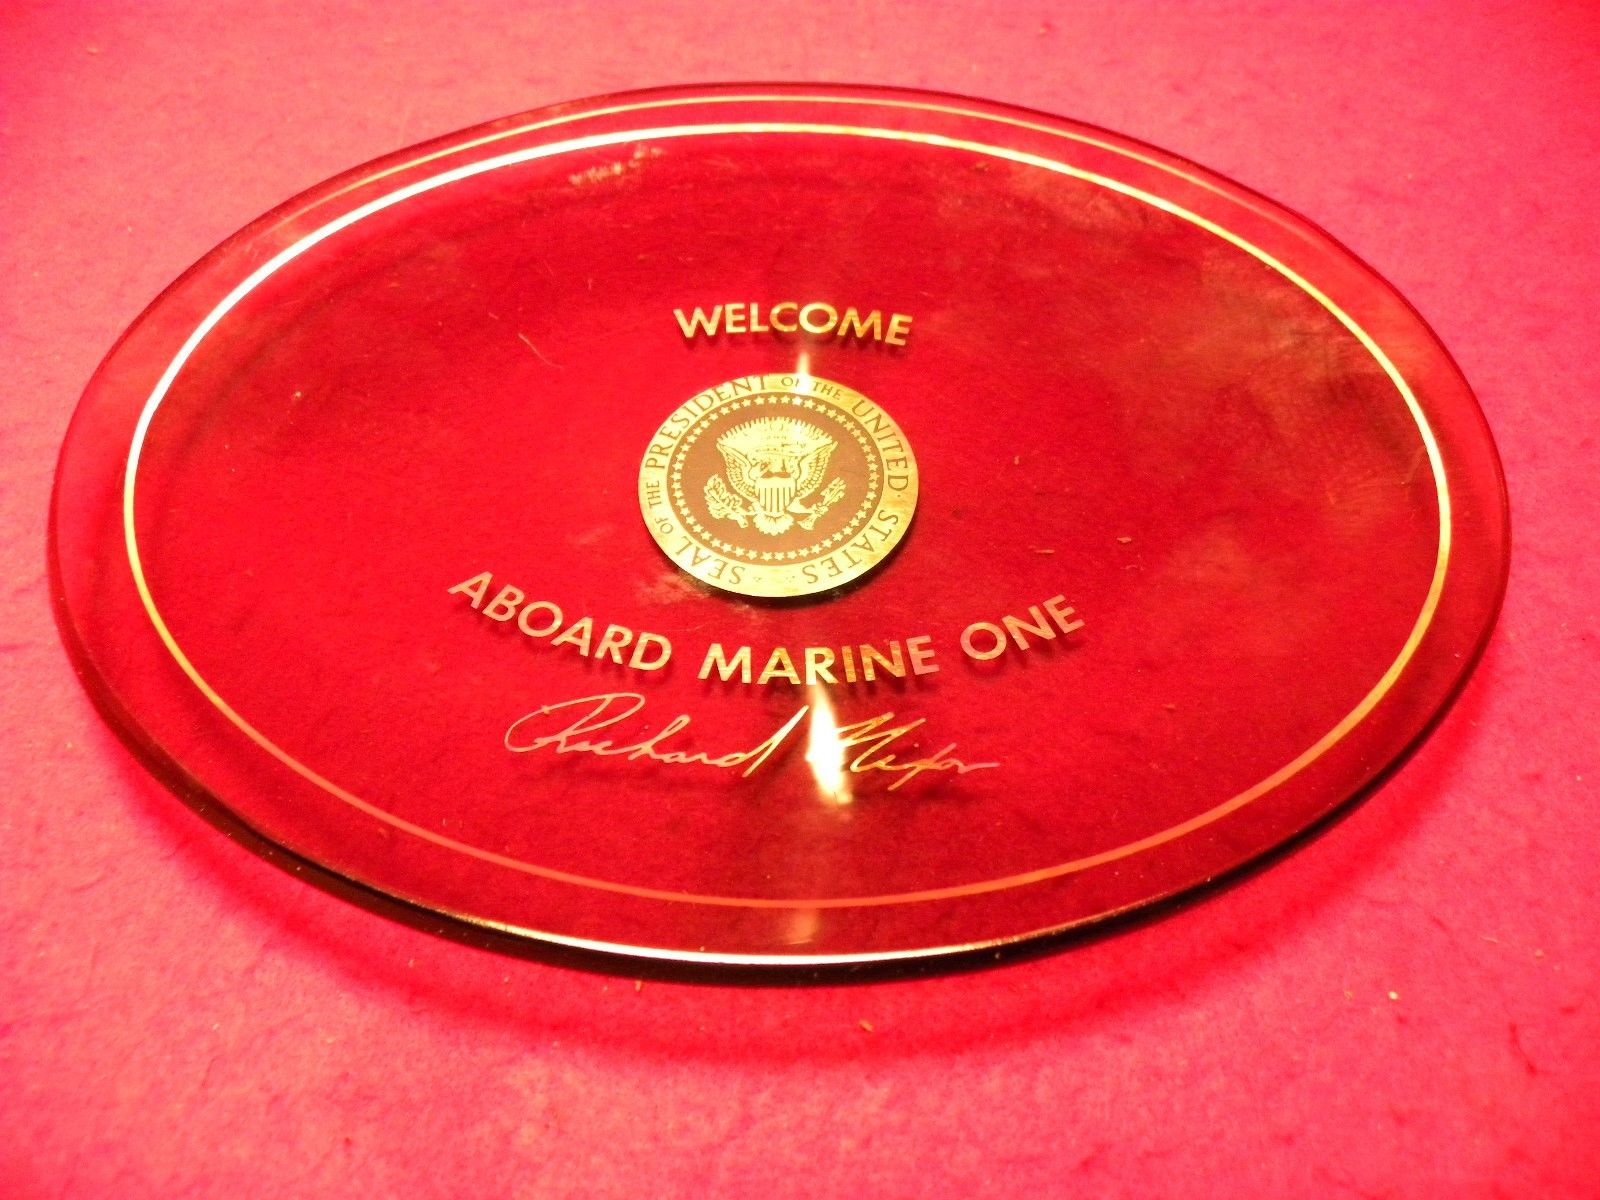 WELCOME
SEAL OF THE PRESIDENT OF THE UNITED STATES
ABOARD MARINE ONE
Richard Nixon